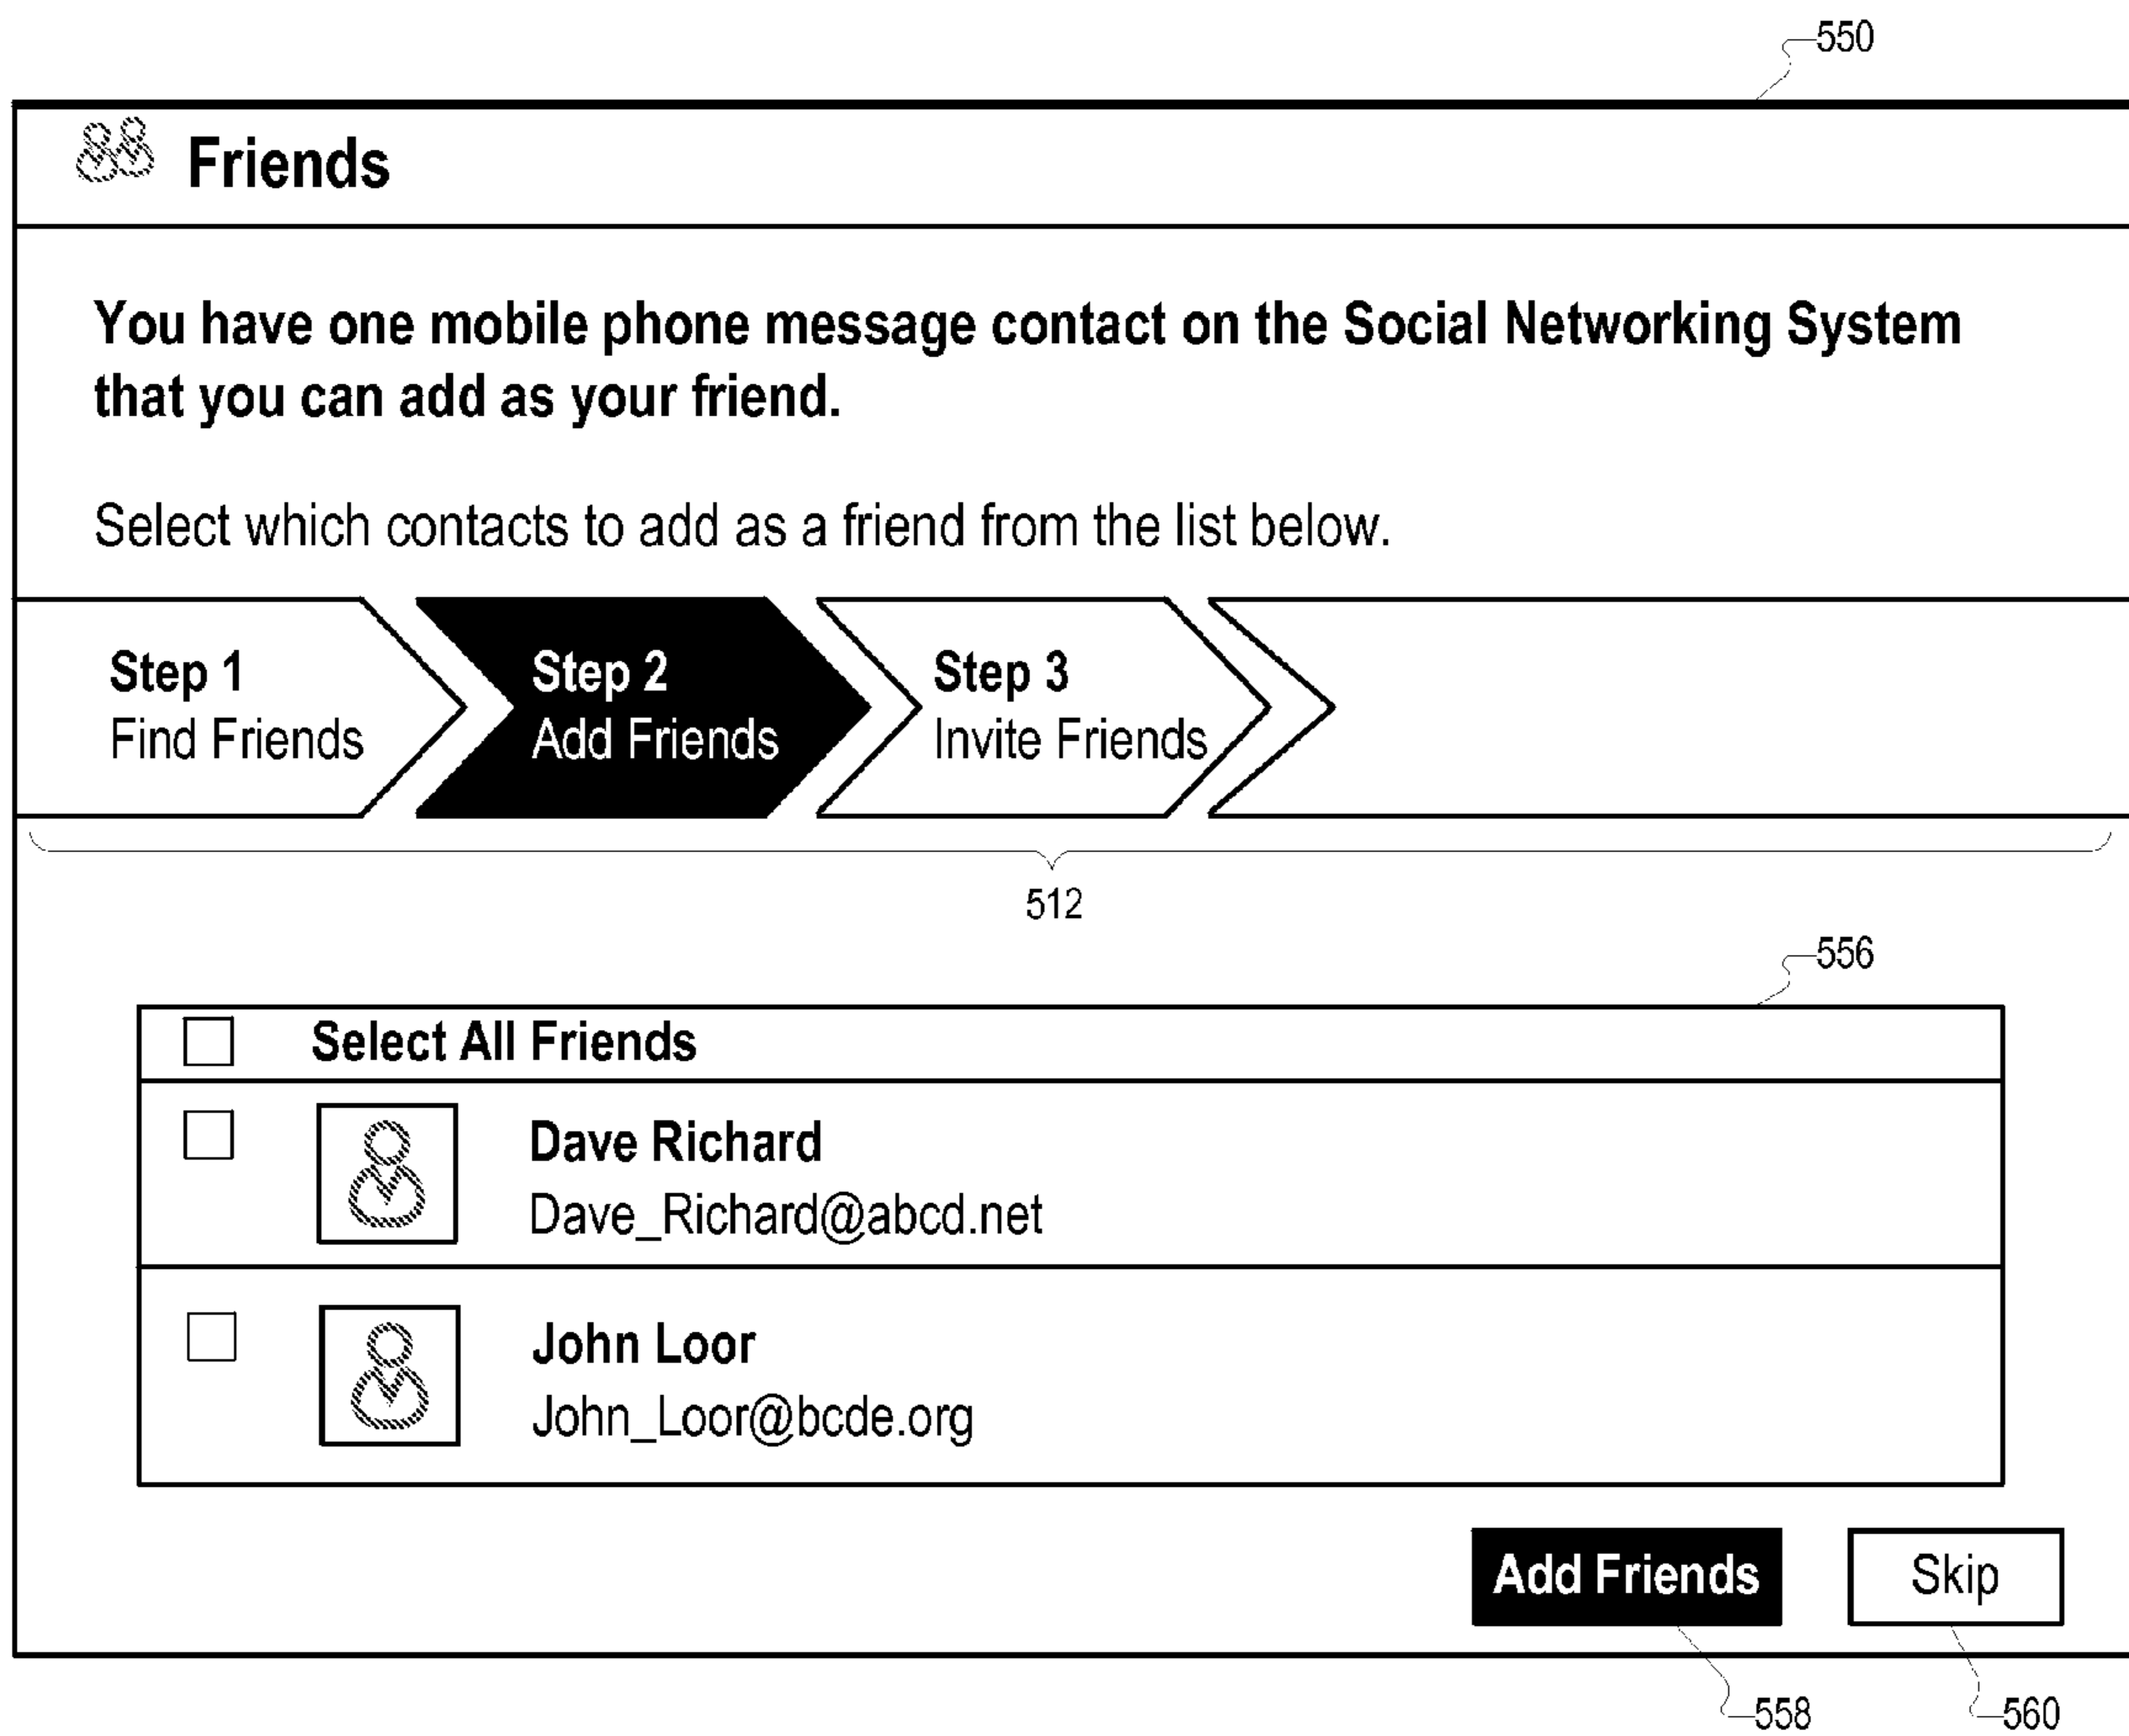 550
Friends
You have one mobile phone message contact on the Social Networking System
that you can add as your friend.
Select which contacts to add as a friend from the list below.
Step 1
Find Friends
Step 2
Add Friends
Step 3
Invite Friends
512
556
Select All Friends
Dave Richard
Dave_Richard@abcd.net
John Loor
John_Loor@bcde.org
Add Friends
Skip
558
560